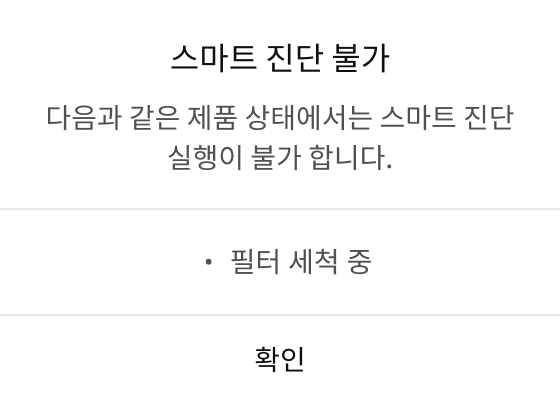 스마트 진단 불가
다음과 같은 제품 상태에서는 스마트 진단
실행이 불가 합니다.
• 필터 세척 중
확인